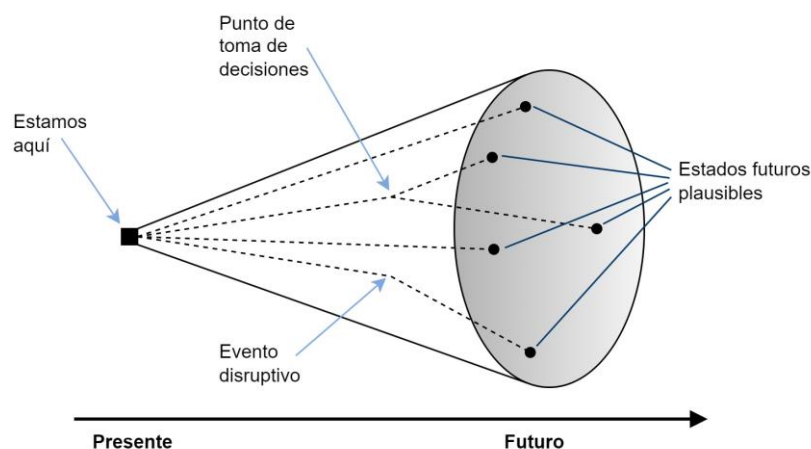 Punto de
toma de
decisiones
Estamos
aquí
Estados futuros
plausibles
Evento
disruptivo
Presente
Futuro